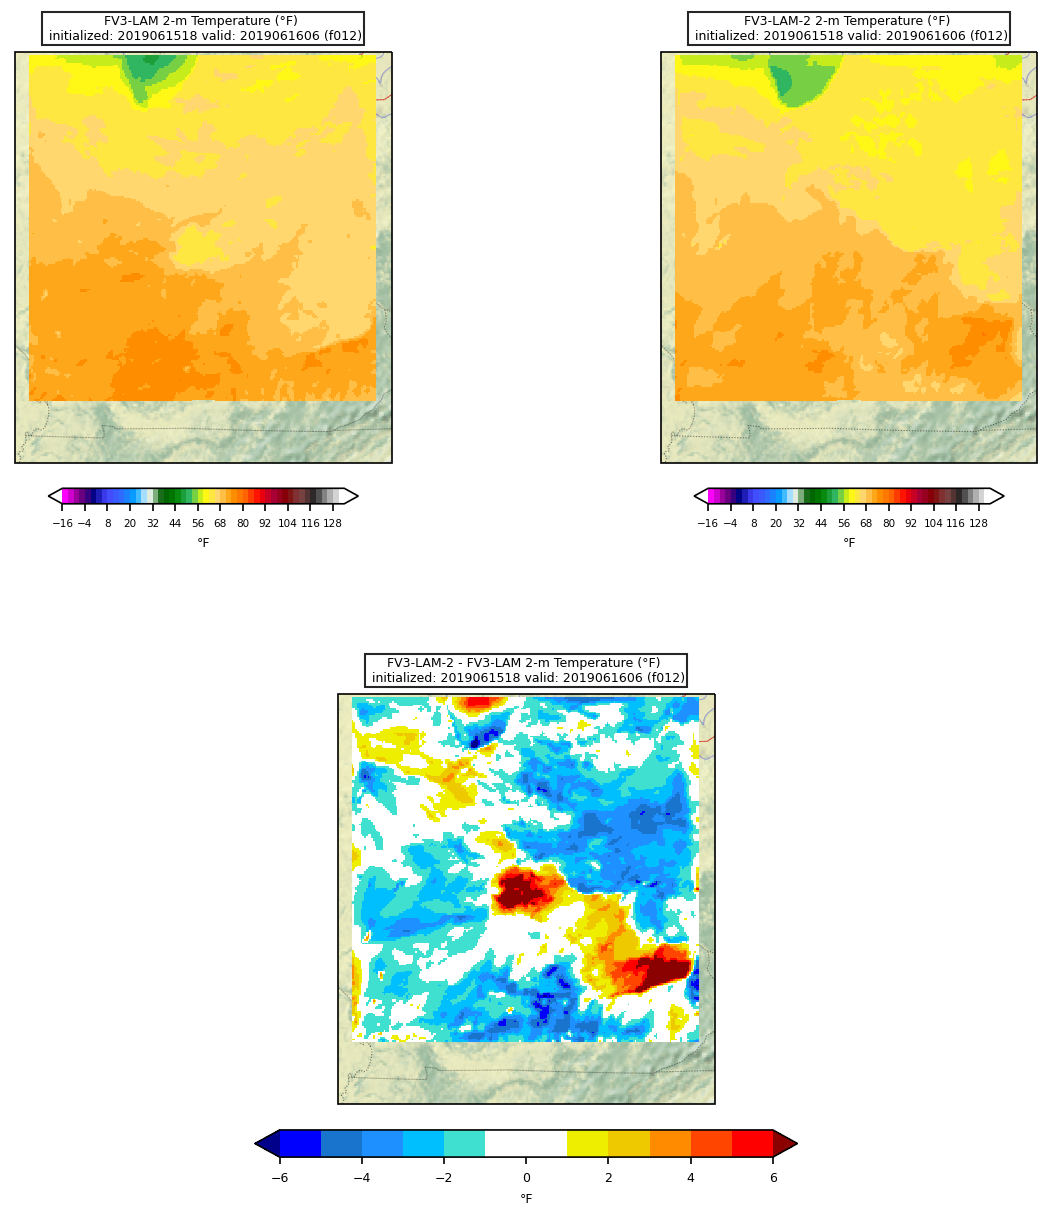 FV3-LAM 2-m Temperature (°F)
initialized: 2019061518 valid: 2019061606 (f012)
FV3-LAM-2 2-m Temperature (°F)
initialized: 2019061518 valid: 2019061606 (f012)
−16 −4 8 20 32 44 56 68 80 92 104 116 128
°F
−16 −4 8 20 32 44 56 68 80 92 104 116 128
°F
FV3-LAM-2 - FV3-LAM 2-m Temperature (°F)
initialized: 2019061518 valid: 2019061606 (f012)
−6 −4 −2 0 2 4 6
°F